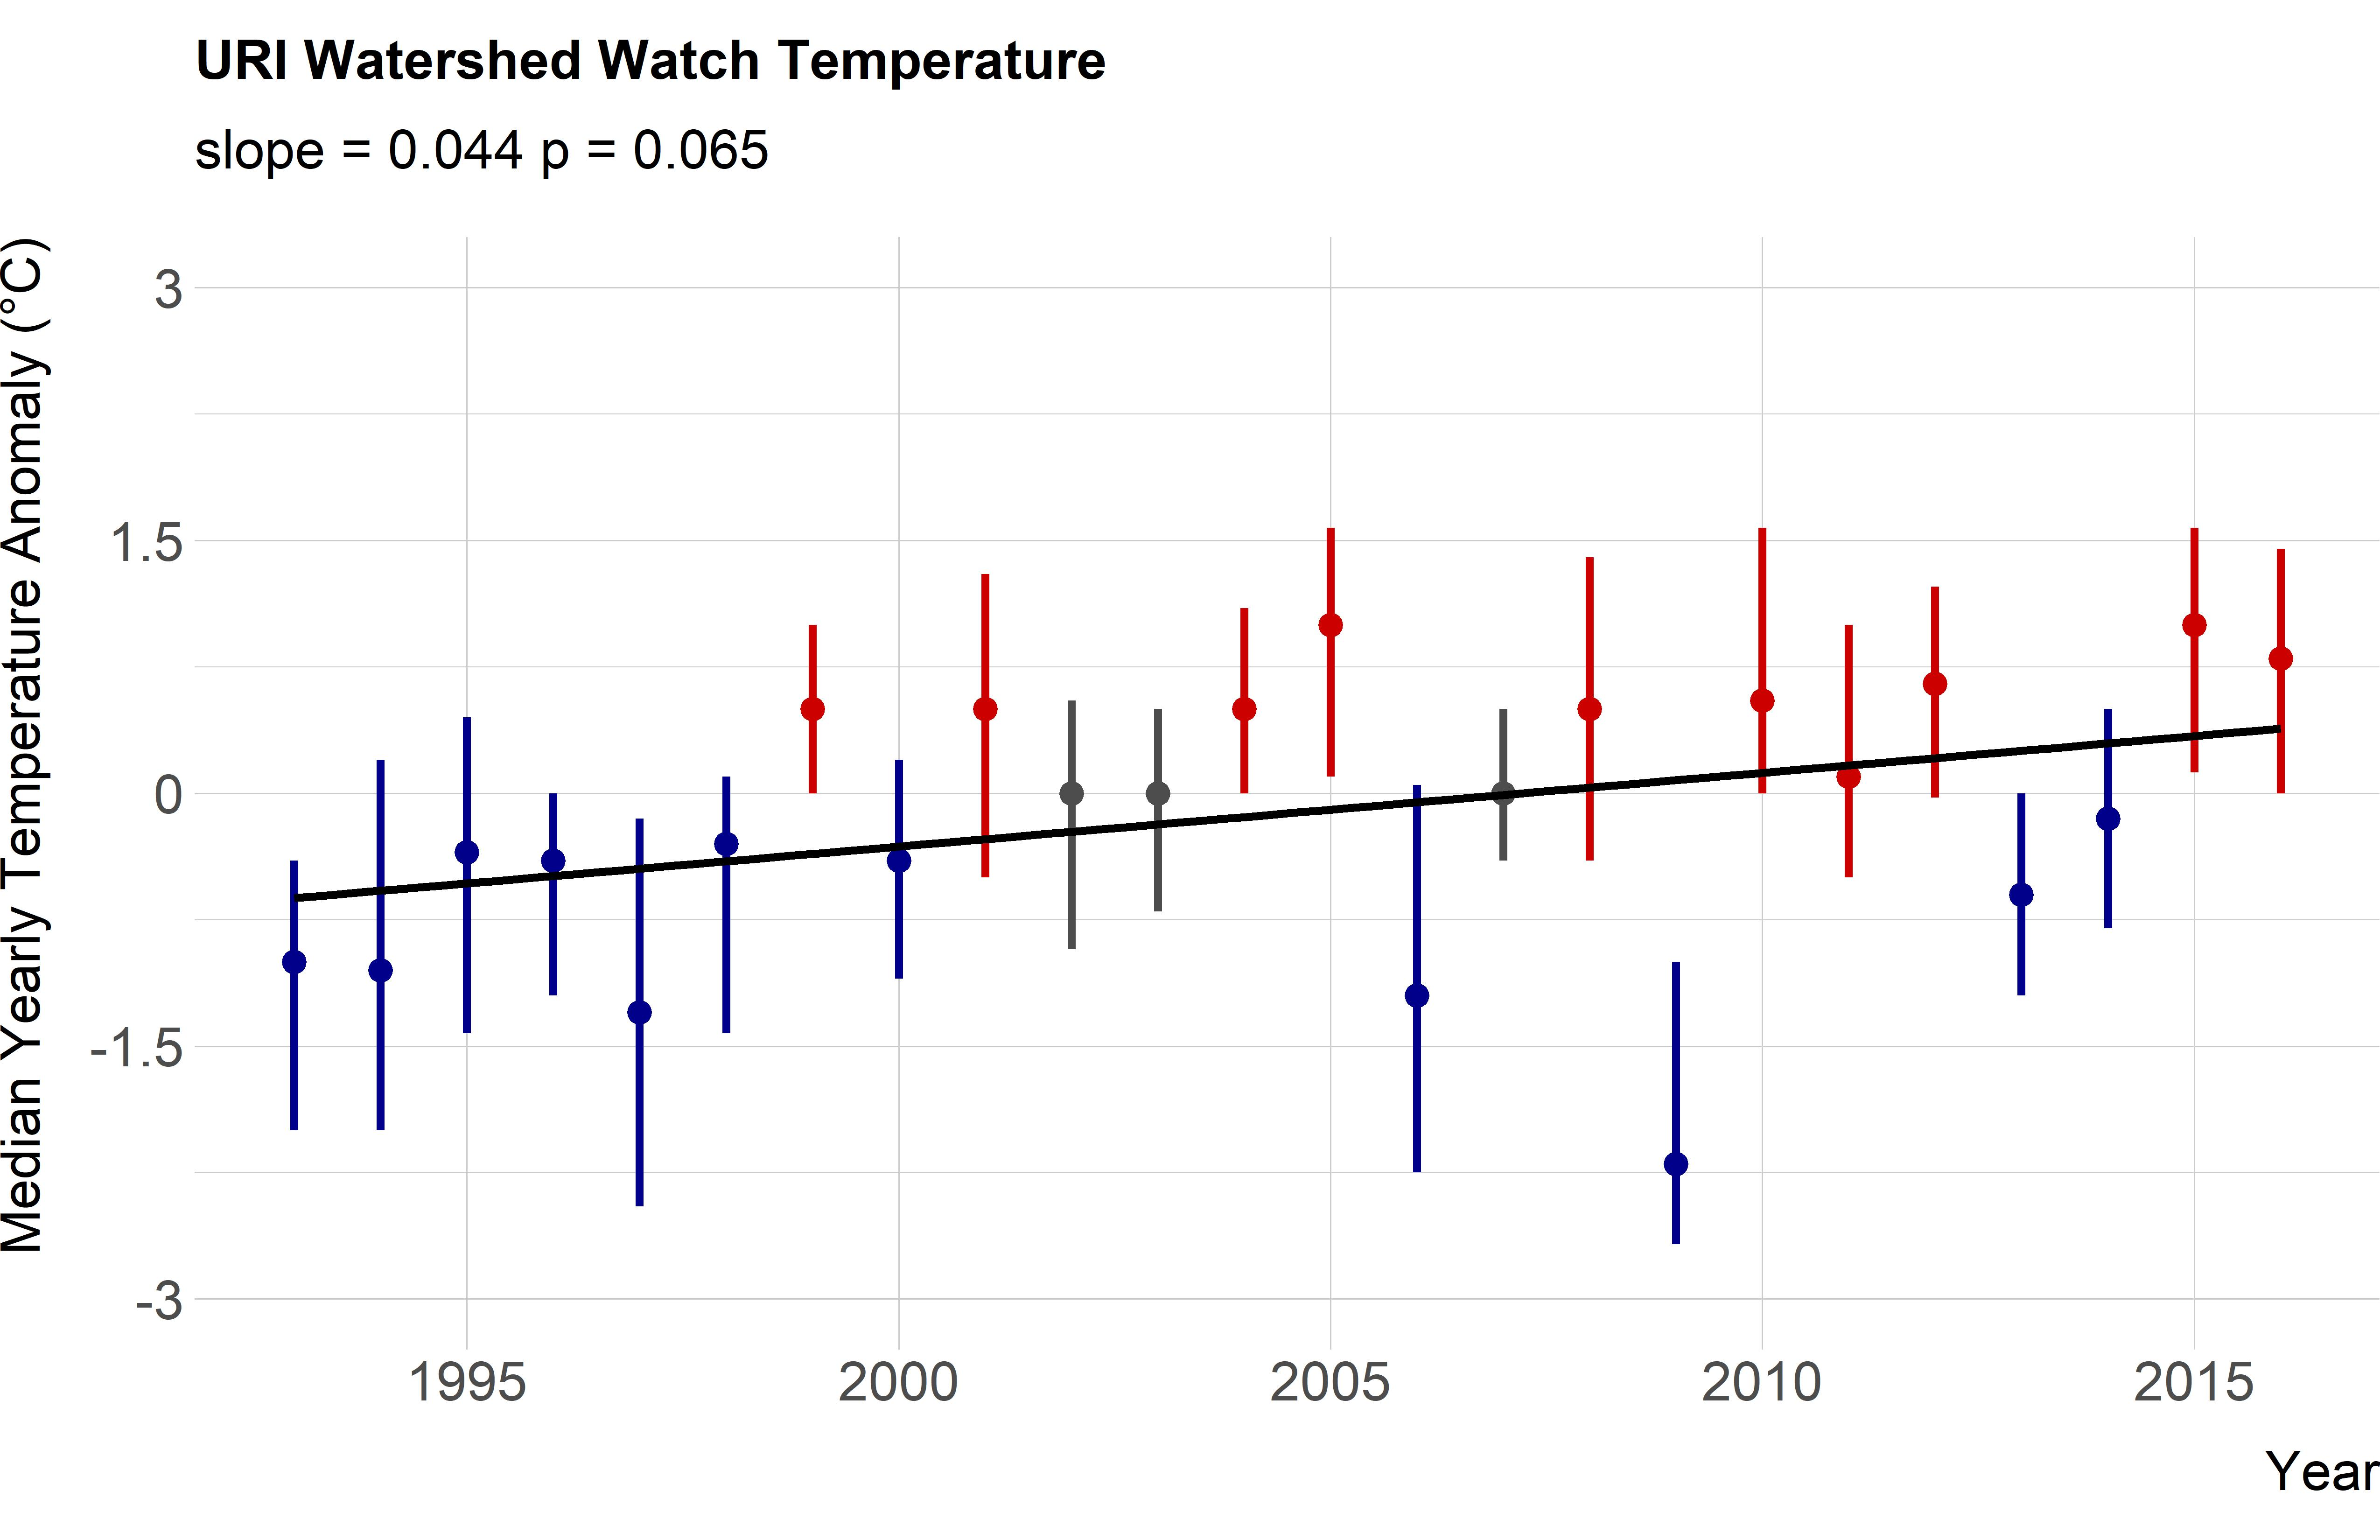 URI Watershed Watch Temperature
slope = 0.044 p = 0.065
Median Yearly Temperature Anomaly (°C)
3
1.5
0
-1.5
-3
1995 2000 2005 2010 2015
Year